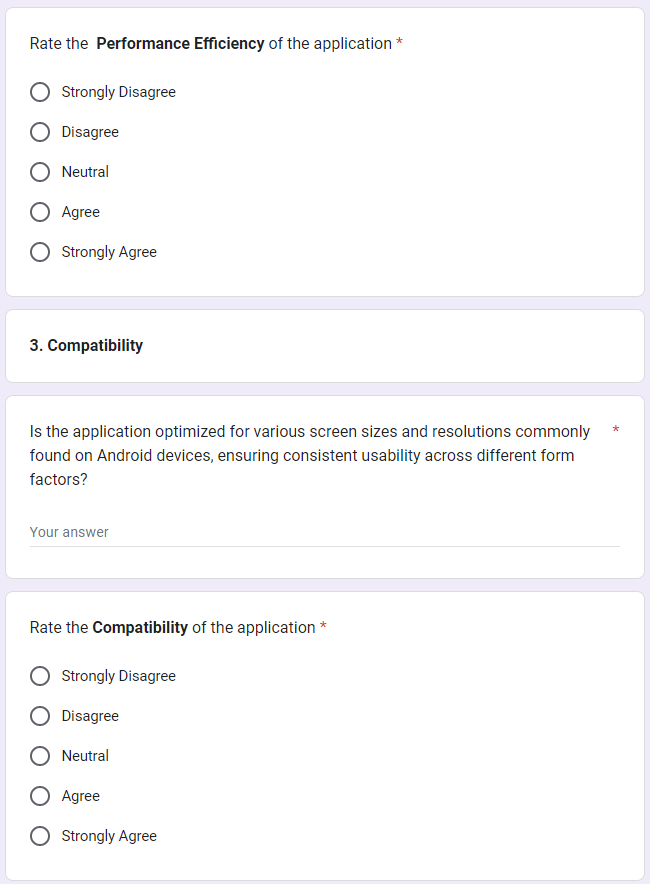 Rate the Performance Efficiency of the application *
Strongly Disagree
Disagree
Neutral
Agree
Strongly Agree
3. Compatibility
Is the application optimized for various screen sizes and resolutions commonly *
found on Android devices, ensuring consistent usability across different form
factors?
Your answer
Rate the Compatibility of the application *
Strongly Disagree
Disagree
Neutral
Agree
Strongly Agree